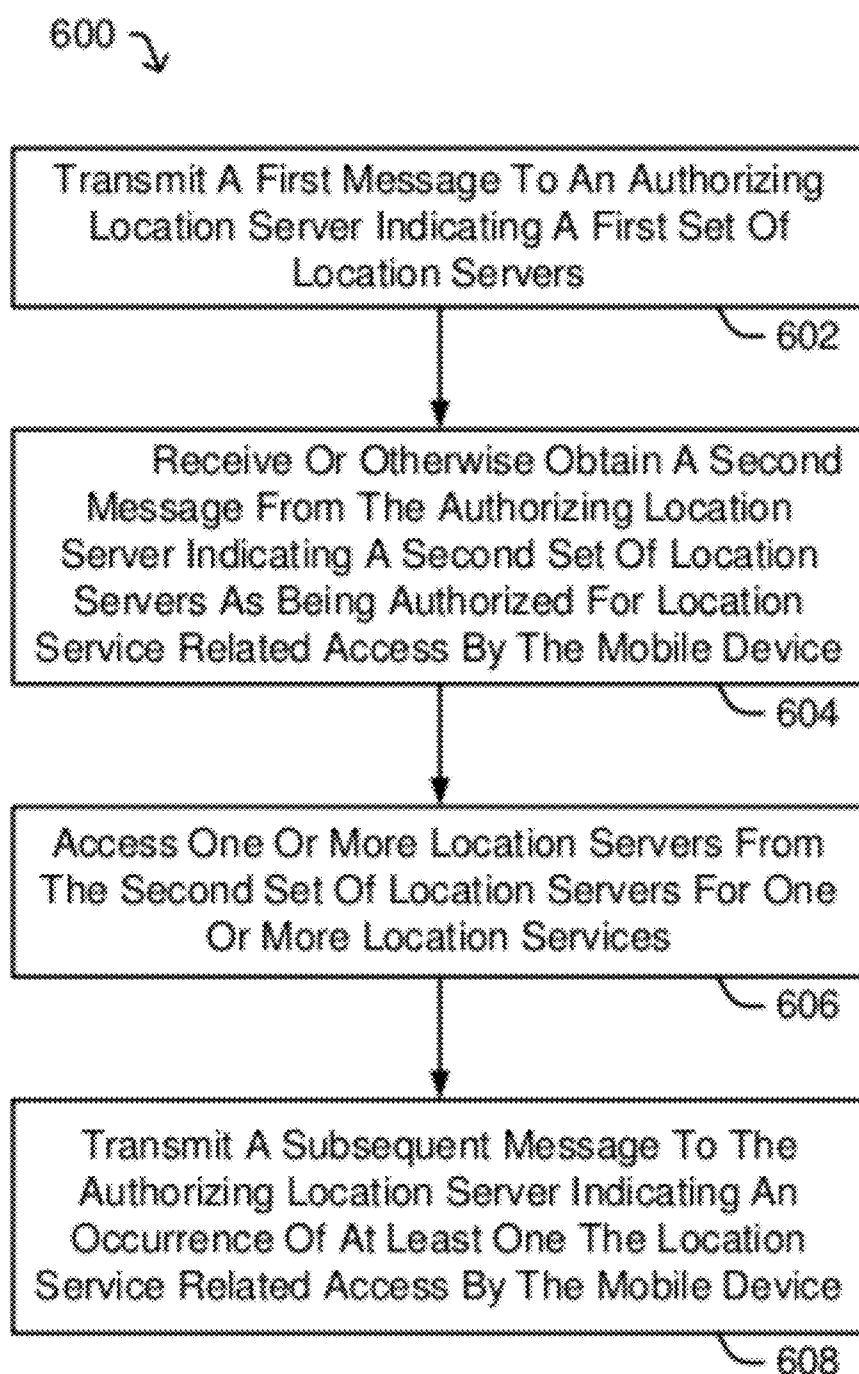 600
Transmit A First Message To An Authorizing
Location Server Indicating A First Set Of
Location Servers
602
Receive Or Otherwise Obtain A Second
Message From The Authorizing Location
Server Indicating A Second Set Of Location
Servers As Being Authorized For Location
Service Related Access By The Mobile Device
604
Access One Or More Location Servers From
The Second Set Of Location Servers For One
Or More Location Services
606
Transmit A Subsequent Message To The
Authorizing Location Server Indicating An
Occurrence Of At Least One The Location
Service Related Access By The Mobile Device
608